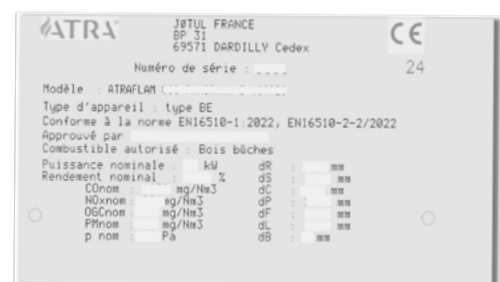 ATRA
JØTUL FRANCE
BP 31
69571 DARDILLY Cedex
CE
Numéro de série :
24
Modèle : ATRAFLAM
Type d'appareil : type BE
Conforme à la norme EN16510-1:2022, EN16510-2-2/2022
Approuvé par
Combustible autorisé : Bois bûches
Puissance nominale : kW dR : mm
Rendement nominal : % dS : mm
COnom : mg/Nm3 dC : mm
NOxnom : mg/Nm3 dP : mm
OGCnom : mg/Nm3 dF : mm
PMnom : mg/Nm3 dL : mm
p nom : Pa dB : mm